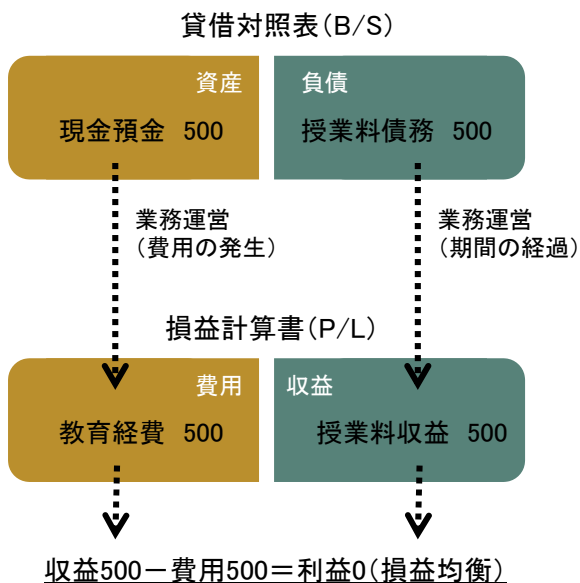 貸借対照表(B/S)
資産
負債
現金預金 500
授業料債務 500
業務運営
(費用の発生)
業務運営
(期間の経過)
損益計算書(P/L)
費用
収益
教育経費 500
授業料収益 500
収益500－費用500＝利益0(損益均衡)